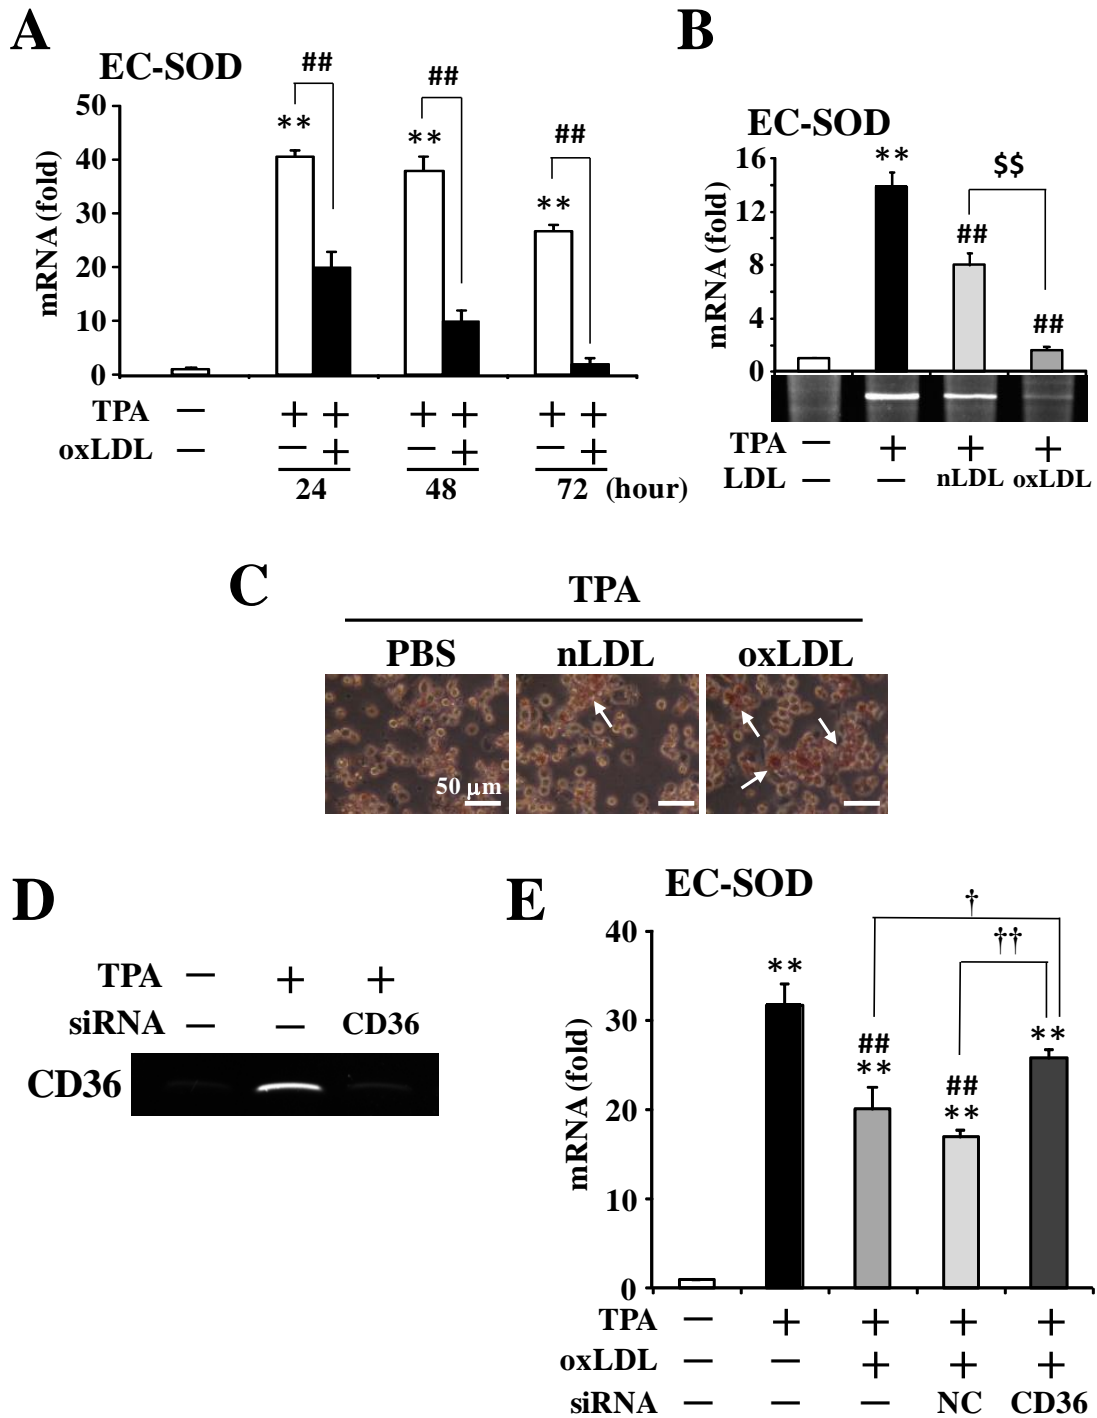 A
EC-SOD
##
##
##
**
**
**
50
40
30
20
10
0
mRNA (fold)
TPA — + + + + + +
oxLDL — — + — + — +
24 48 72 (hour)
B
EC-SOD
**
$$
##
##
16
12
8
4
0
mRNA (fold)
TPA — + + +
LDL — — nLDL oxLDL
C
TPA
PBS nLDL oxLDL
50 μm
D
TPA — + +
siRNA — — CD36
CD36
E
EC-SOD
†
††
**
##
**
##
**
**
40
30
20
10
0
mRNA (fold)
TPA — + + + +
oxLDL — — + + +
siRNA — — — NC CD36